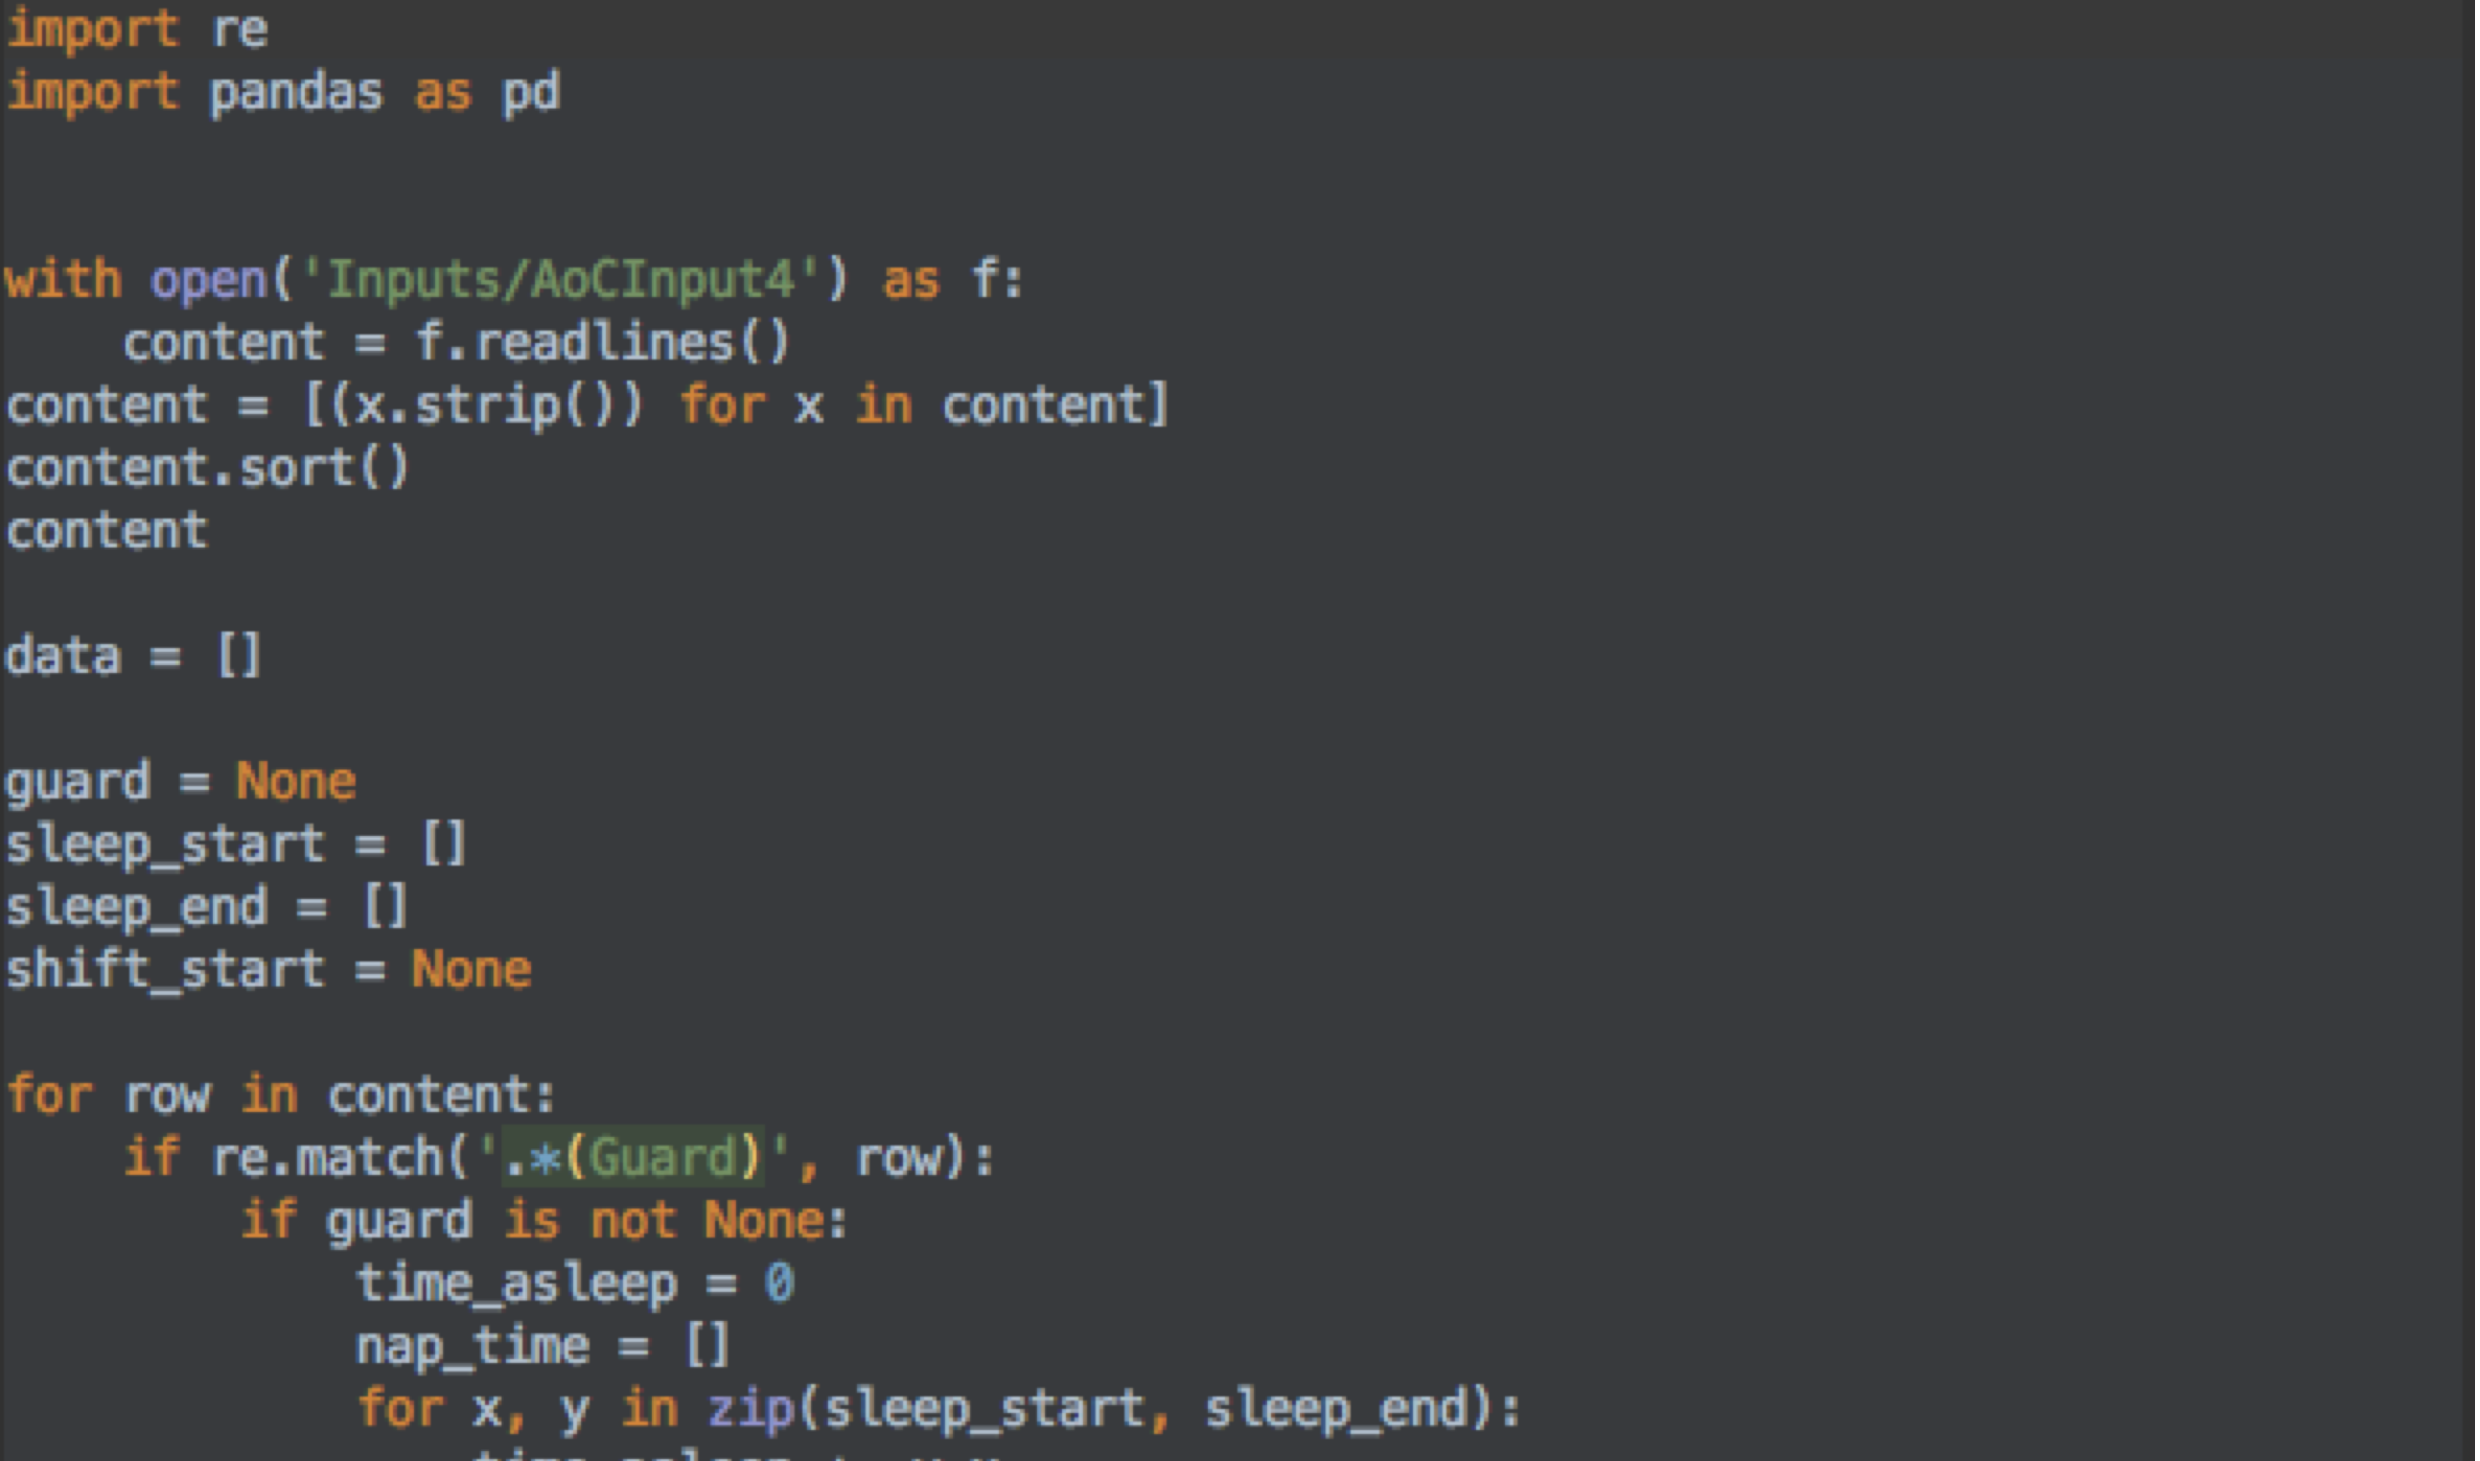 import re
import pandas as pd
with open('Inputs/AoCInput4') as f:
    content = f.readlines()
content = [(x.strip()) for x in content]
content.sort()
content
data = []
guard = None
sleep_start = []
sleep_end = []
shift_start = None
for row in content:
    if re.match('.*(Guard)', row):
        if guard is not None:
            time_asleep = 0
            nap_time = []
            for x, y in zip(sleep_start, sleep_end):